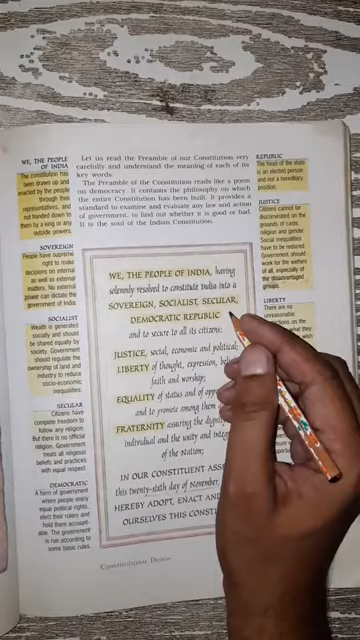 Let us read the Preamble of our Constitution very
carefully and understand the meaning of each of its
key words.
The Preamble of the Constitution reads like a poem
on democracy. It contains the philosophy on which
the entire Constitution has been built. It provides a
standard to examine and evaluate any law and action
of government, to find out whether it is good or bad.
It is the soul of the Indian Constitution.
WE, THE PEOPLE
OF INDIA
The constitution has
been drawn up and
enacted by the people
through their
representatives, and
not handed down to
them by a king or any
outside powers.
SOVEREIGN
People have supreme
right to make
decisions on internal
as well as external
matters. No external
power can dictate the
government of India.
SOCIALIST
Wealth is generated
socially and should
be shared equally by
society. Government
should regulate the
ownership of land and
industry to reduce
socio-economic
inequalities.
SECULAR
Citizens have
complete freedom to
follow any religion.
But there is no official
religion. Government
treats all religious
beliefs and practices
with equal respect.
DEMOCRATIC
A form of government
where people enjoy
equal political rights,
elect their rulers and
hold them account-
able. The government
is run according to
some basic rules.
WE, THE PEOPLE OF INDIA, having
solemnly resolved to constitute India into a
SOVEREIGN, SOCIALIST, SECULAR,
DEMOCRATIC REPUBLIC
and to secure to all its citizens:
JUSTICE, social, economic and political;
LIBERTY of thought, expression,
faith and worship;
EQUALITY of status and of
and to promote among them
FRATERNITY assuring the
individual and the unity and
of the Nation;
IN OUR CONSTITUENT
this twenty-sixth day of November,
HEREBY ADOPT, ENACT AND
OURSELVES THIS
REPUBLIC
The head of the state
is an elected person
and not a hereditary
position.
JUSTICE
Citizens cannot be
discriminated on the
grounds of caste,
religion and gender.
Social inequalities
have to be reduced.
Government should
work for the welfare
of all, especially of
the disadvantaged
groups.
LIBERTY
There are no
unreasonable
on the
what they
CONSTITUTIONAL DESIGN